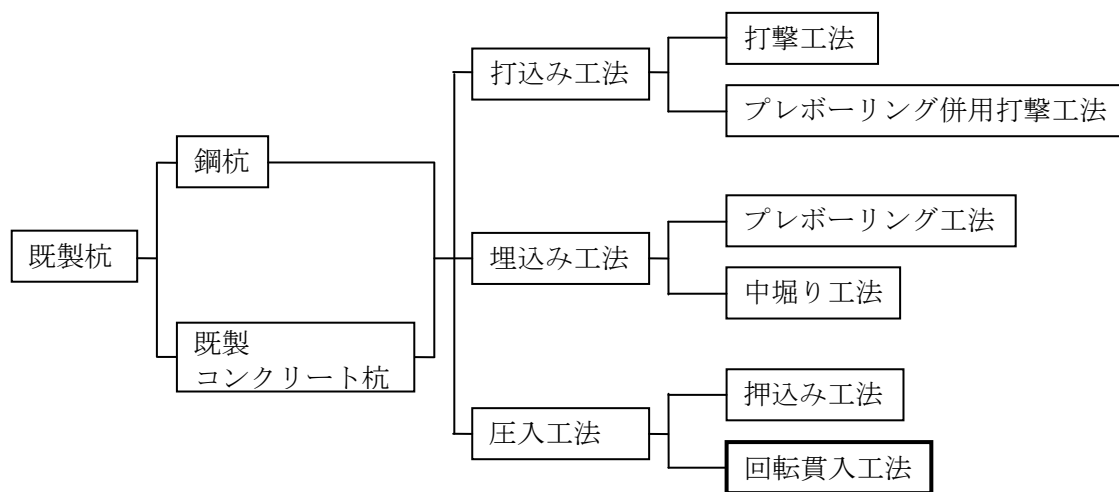 既製杭
鋼杭
既製
コンクリート杭
打込み工法
埋込み工法
圧入工法
打撃工法
プレボーリング併用打撃工法
プレボーリング工法
中堀り工法
押込み工法
回転貫入工法